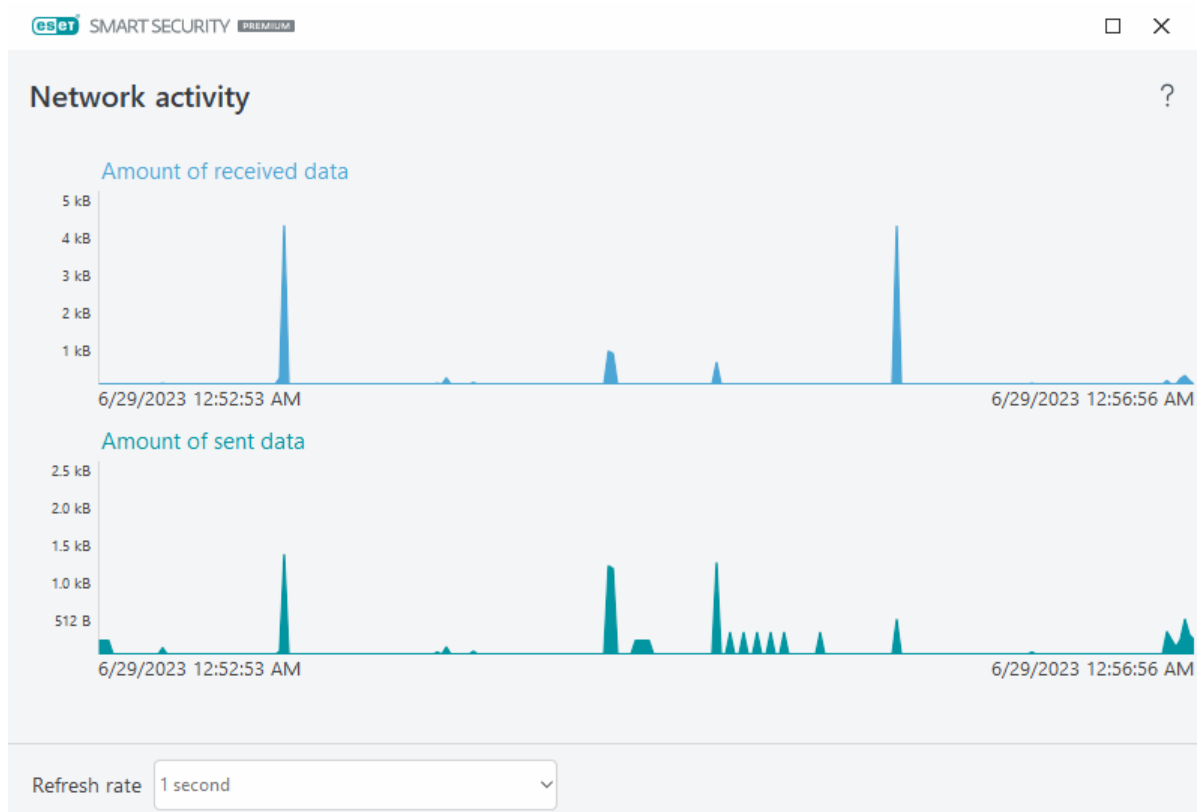 eset SMART SECURITY PREMIUM
Network activity
?
Amount of received data
5 kB
4 kB
3 kB
2 kB
1 kB
6/29/2023 12:52:53 AM 6/29/2023 12:56:56 AM
Amount of sent data
2.5 kB
2.0 kB
1.5 kB
1.0 kB
512 B
6/29/2023 12:52:53 AM 6/29/2023 12:56:56 AM
Refresh rate 1 second